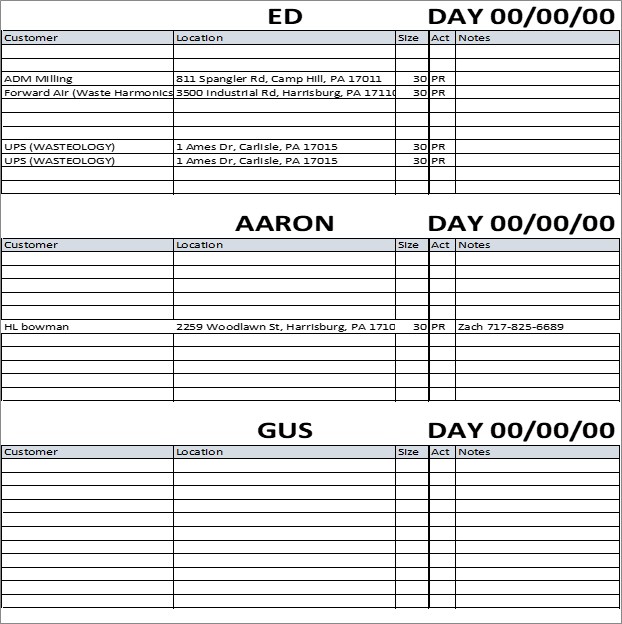 ED DAY 00/00/00
Customer Location Size Act Notes
ADM Milling 811 Spangler Rd, Camp Hill, PA 17011 30 PR
Forward Air (Waste Harmonics 3500 Industrial Rd, Harrisburg, PA 17110 30 PR
UPS (WASTEOLOGY) 1 Ames Dr, Carlisle, PA 17015 30 PR
UPS (WASTEOLOGY) 1 Ames Dr, Carlisle, PA 17015 30 PR
AARON DAY 00/00/00
Customer Location Size Act Notes
HL bowman 2259 Woodlawn St, Harrisburg, PA 1710 30 PR Zach 717-825-6689
GUS DAY 00/00/00
Customer Location Size Act Notes